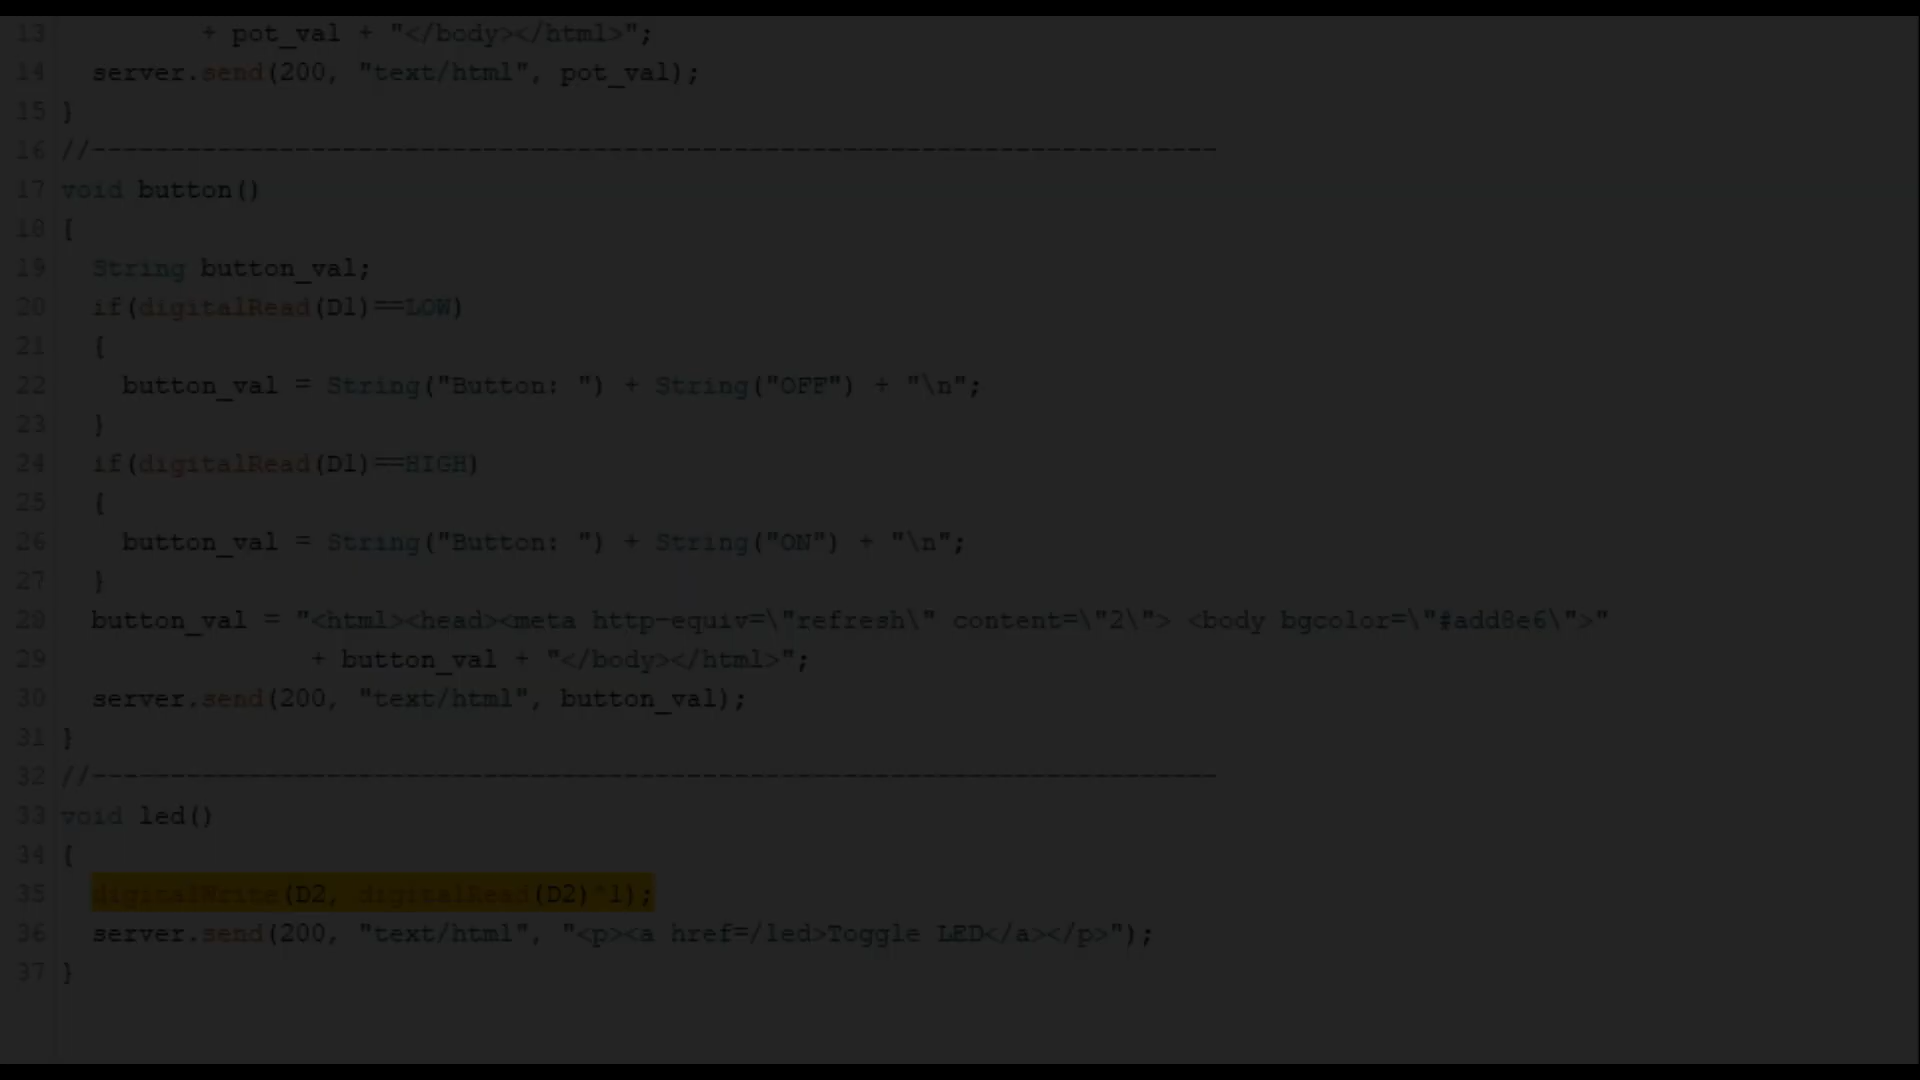 13 + pot_val + "</body></html>";
14 server.send(200, "text/html", pot_val);
15 }
16 //------------------------------------------------------------------------
17 void button()
18 {
19 String button_val;
20 if(digitalRead(D1)==LOW)
21 {
22 button_val = String("Button: ") + String("OFF") + "\n";
23 }
24 if(digitalRead(D1)==HIGH)
25 {
26 button_val = String("Button: ") + String("ON") + "\n";
27 }
28 button_val = "<html><head><meta http-equiv=\"refresh\" content=\"2\"> <body bgcolor=\"#add8e6\">"
29 + button_val + "</body></html>";
30 server.send(200, "text/html", button_val);
31 }
32 //------------------------------------------------------------------------
33 void led()
34 {
35 digitalWrite(D2, digitalRead(D2)^1);
36 server.send(200, "text/html", "<p><a href=/led>Toggle LED</a></p>");
37 }